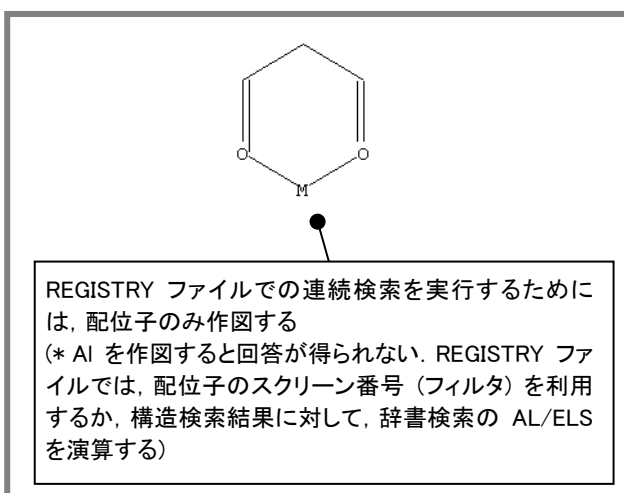 O
O
M
REGISTRY ファイルでの連続検索を実行するために
は, 配位子のみ作図する
(* Al を作図すると回答が得られない. REGISTRY ファ
イルでは, 配位子のスクリーン番号 (フィルタ) を利用
するか, 構造検索結果に対して, 辞書検索の AL/ELS
を演算する)